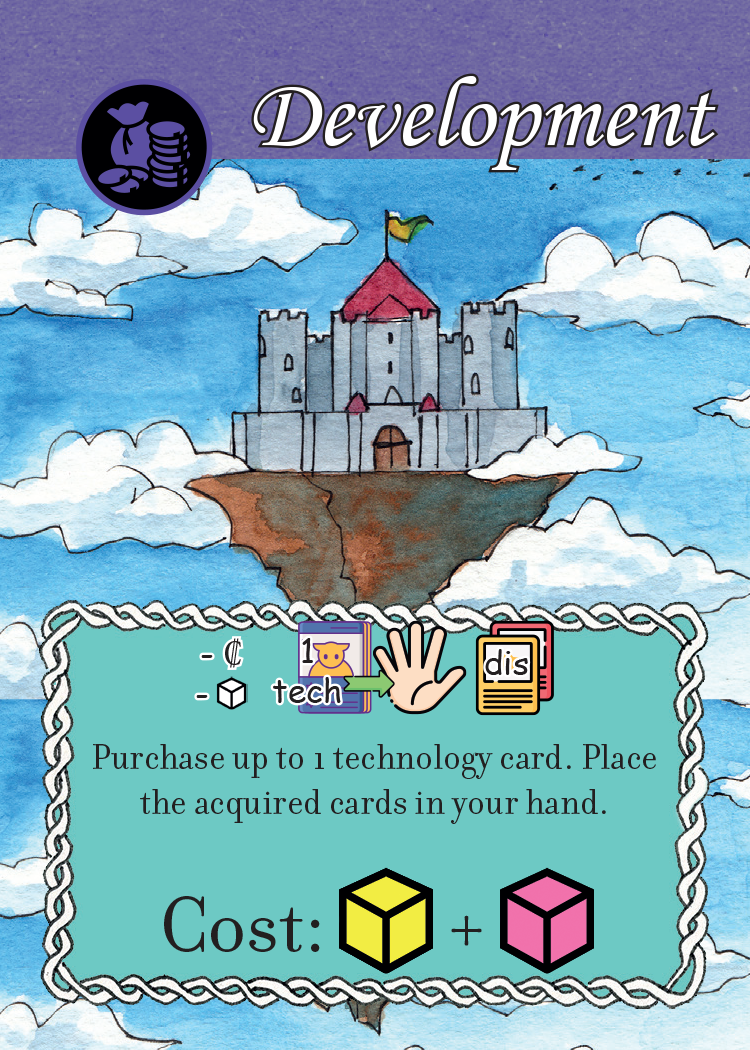 Development
- ₡
1
- 
tech
dis
Purchase up to 1 technology card. Place
the acquired cards in your hand.
Cost: +